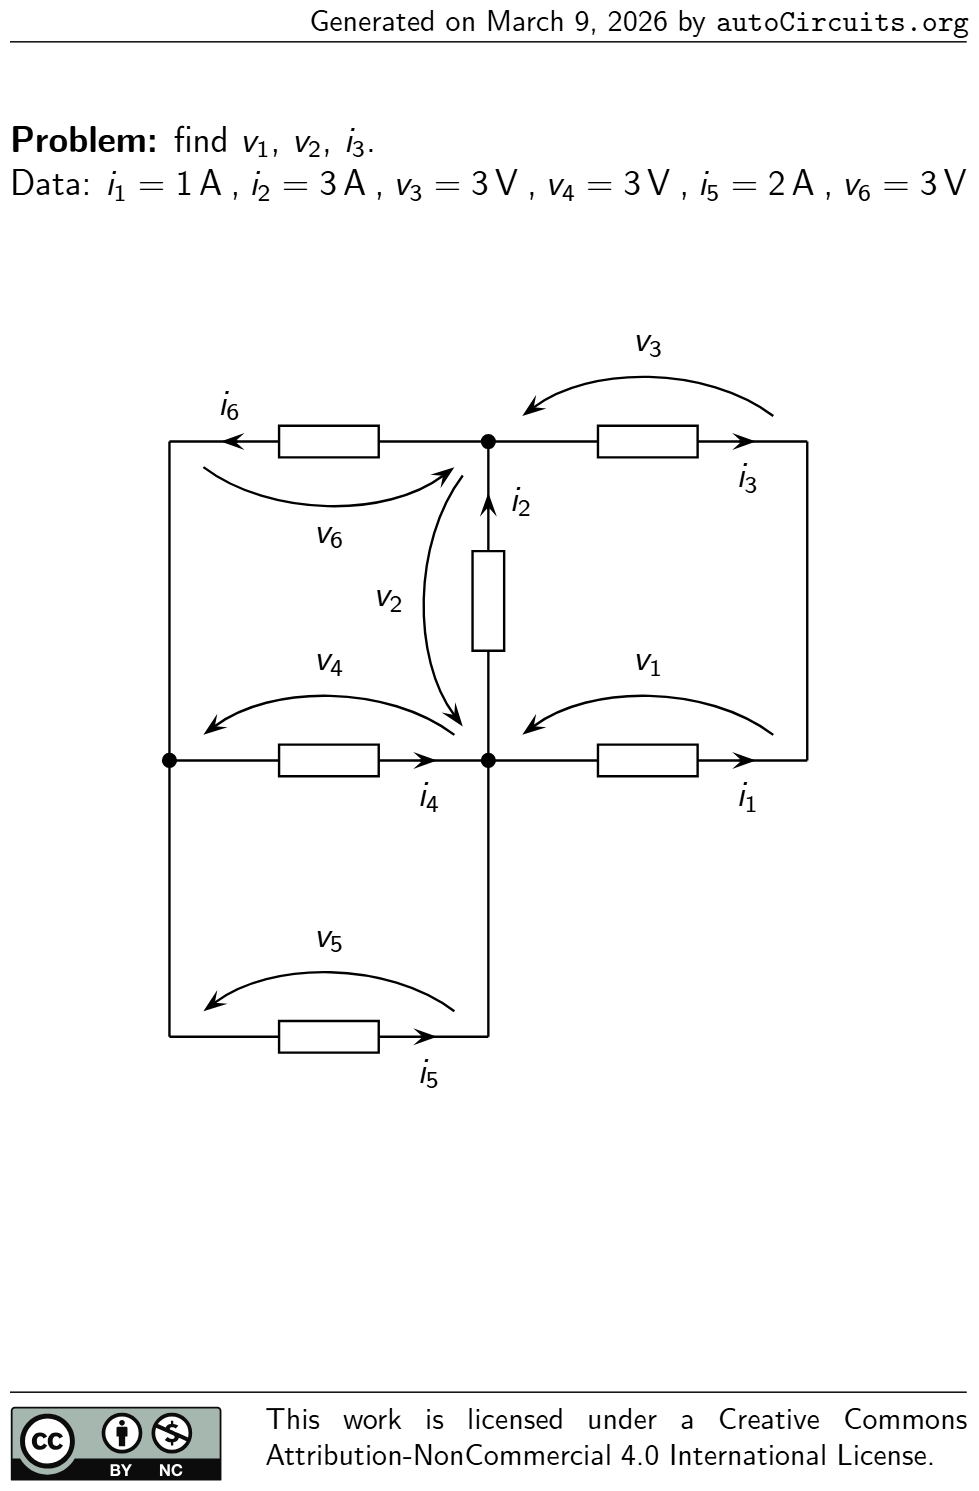 Generated on March 9, 2026 by autoCircuits.org
Problem: find v₁, v₂, i₃.
Data: i₁ = 1 A , i₂ = 3 A , v₃ = 3 V , v₄ = 3 V , i₅ = 2 A , v₆ = 3 V
v₃
i₆
i₃
i₂
v₆
v₂
v₄
v₁
i₄
i₁
v₅
i₅
This work is licensed under a Creative Commons
Attribution-NonCommercial 4.0 International License.
cc
BY NC